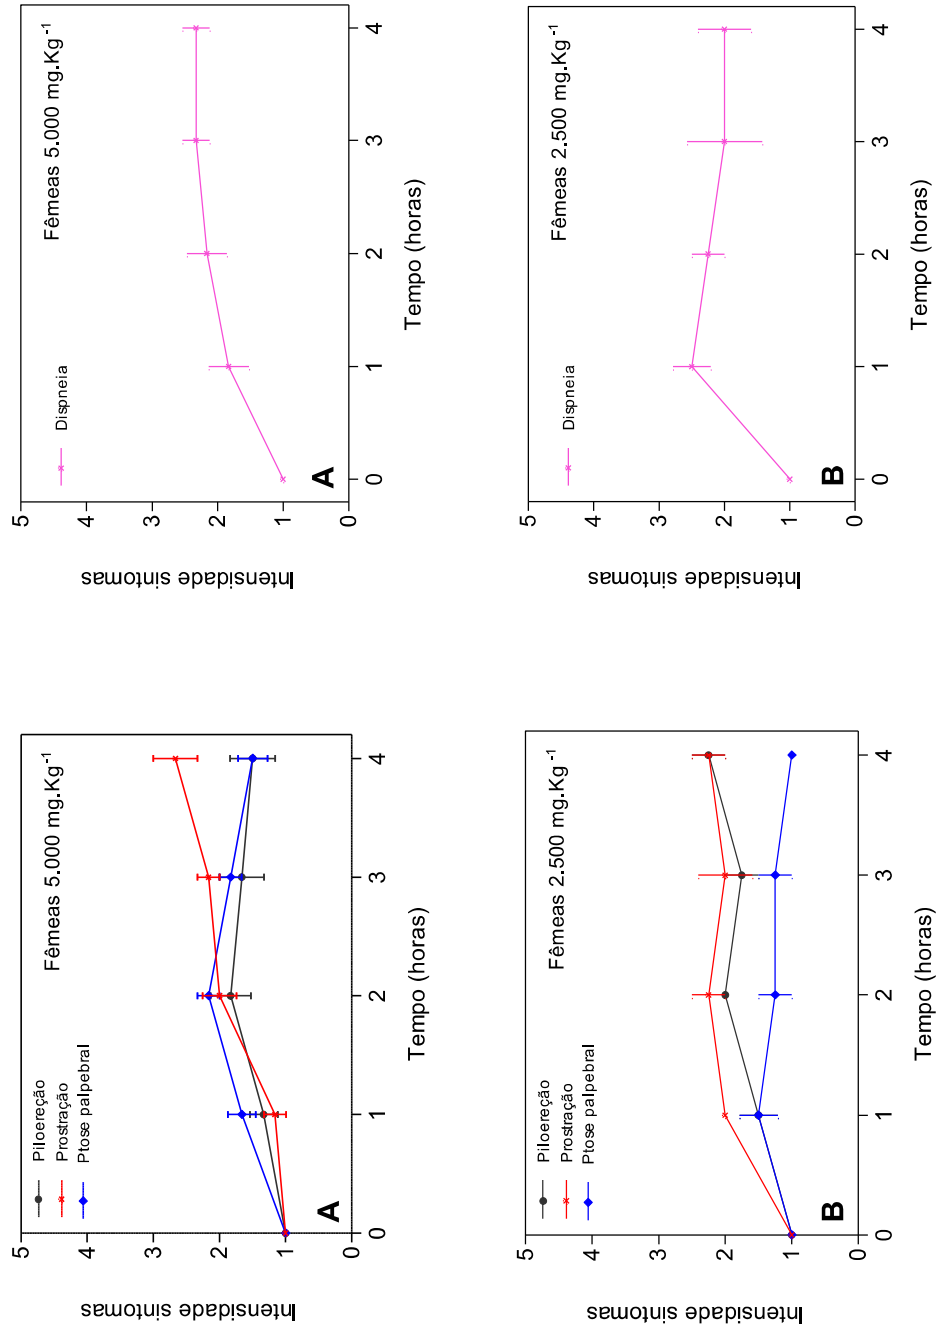 Intensidade sintomas
5
4
3
2
1
0
Piloereção
Prostração
Ptose palpebral
Fêmeas 5.000 mg.Kg⁻¹
A
0 1 2 3 4
Tempo (horas)
Intensidade sintomas
5
4
3
2
1
0
Dispneia
Fêmeas 5.000 mg.Kg⁻¹
A
0 1 2 3 4
Tempo (horas)
Intensidade sintomas
5
4
3
2
1
0
Piloereção
Prostração
Ptose palpebral
Fêmeas 2.500 mg.Kg⁻¹
B
0 1 2 3 4
Tempo (horas)
Intensidade sintomas
5
4
3
2
1
0
Dispneia
Fêmeas 2.500 mg.Kg⁻¹
B
0 1 2 3 4
Tempo (horas)